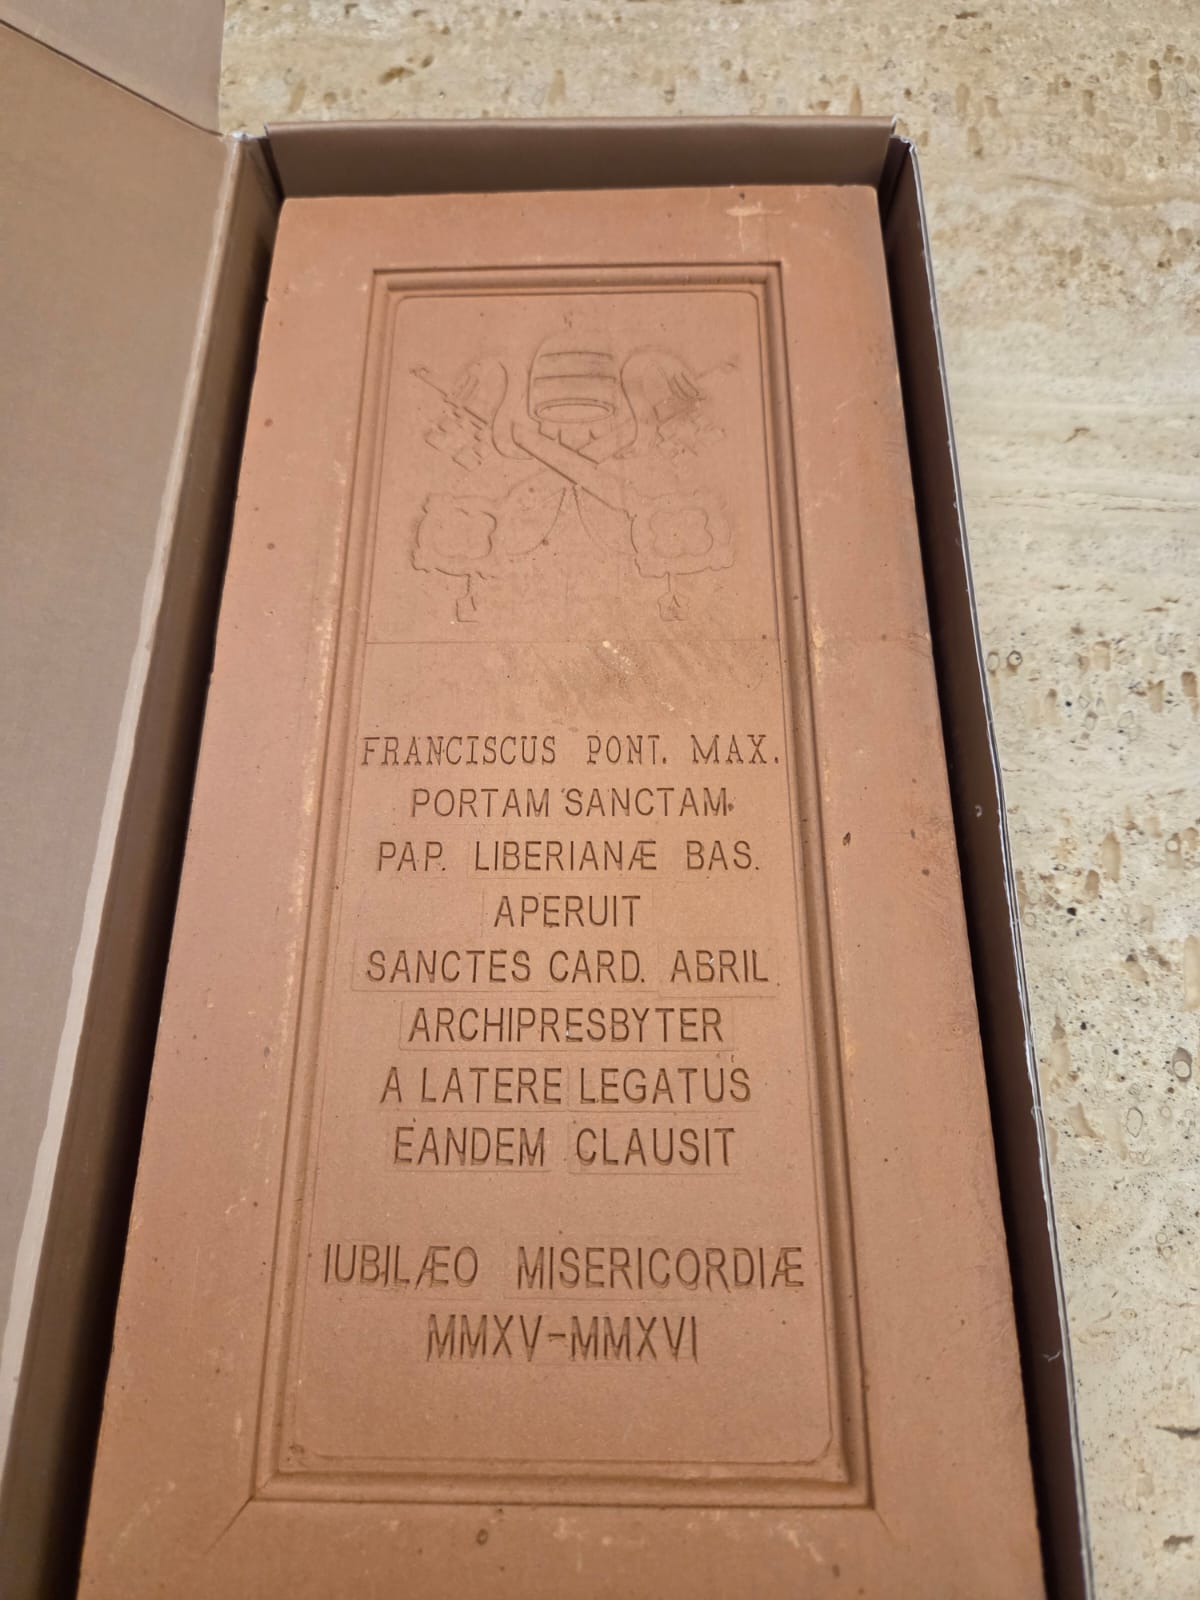 FRANCISCUS PONT. MAX.
PORTAM SANCTAM
PAP. LIBERIANÆ BAS.
APERUIT
SANCTES CARD. ABRIL
ARCHIPRESBYTER
A LATERE LEGATUS
EANDEM CLAUSIT
IUBILÆO MISERICORDIÆ
MMXV-MMXVI